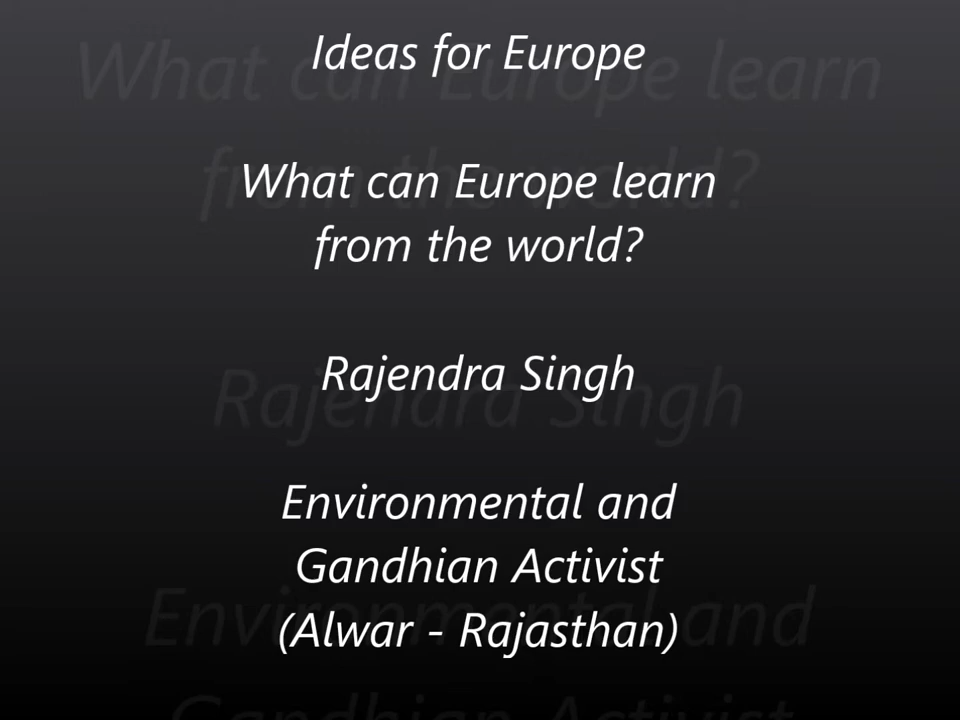 Ideas for Europe
What can Europe learn
from the world?
Rajendra Singh
Environmental and
Gandhian Activist
(Alwar - Rajasthan)